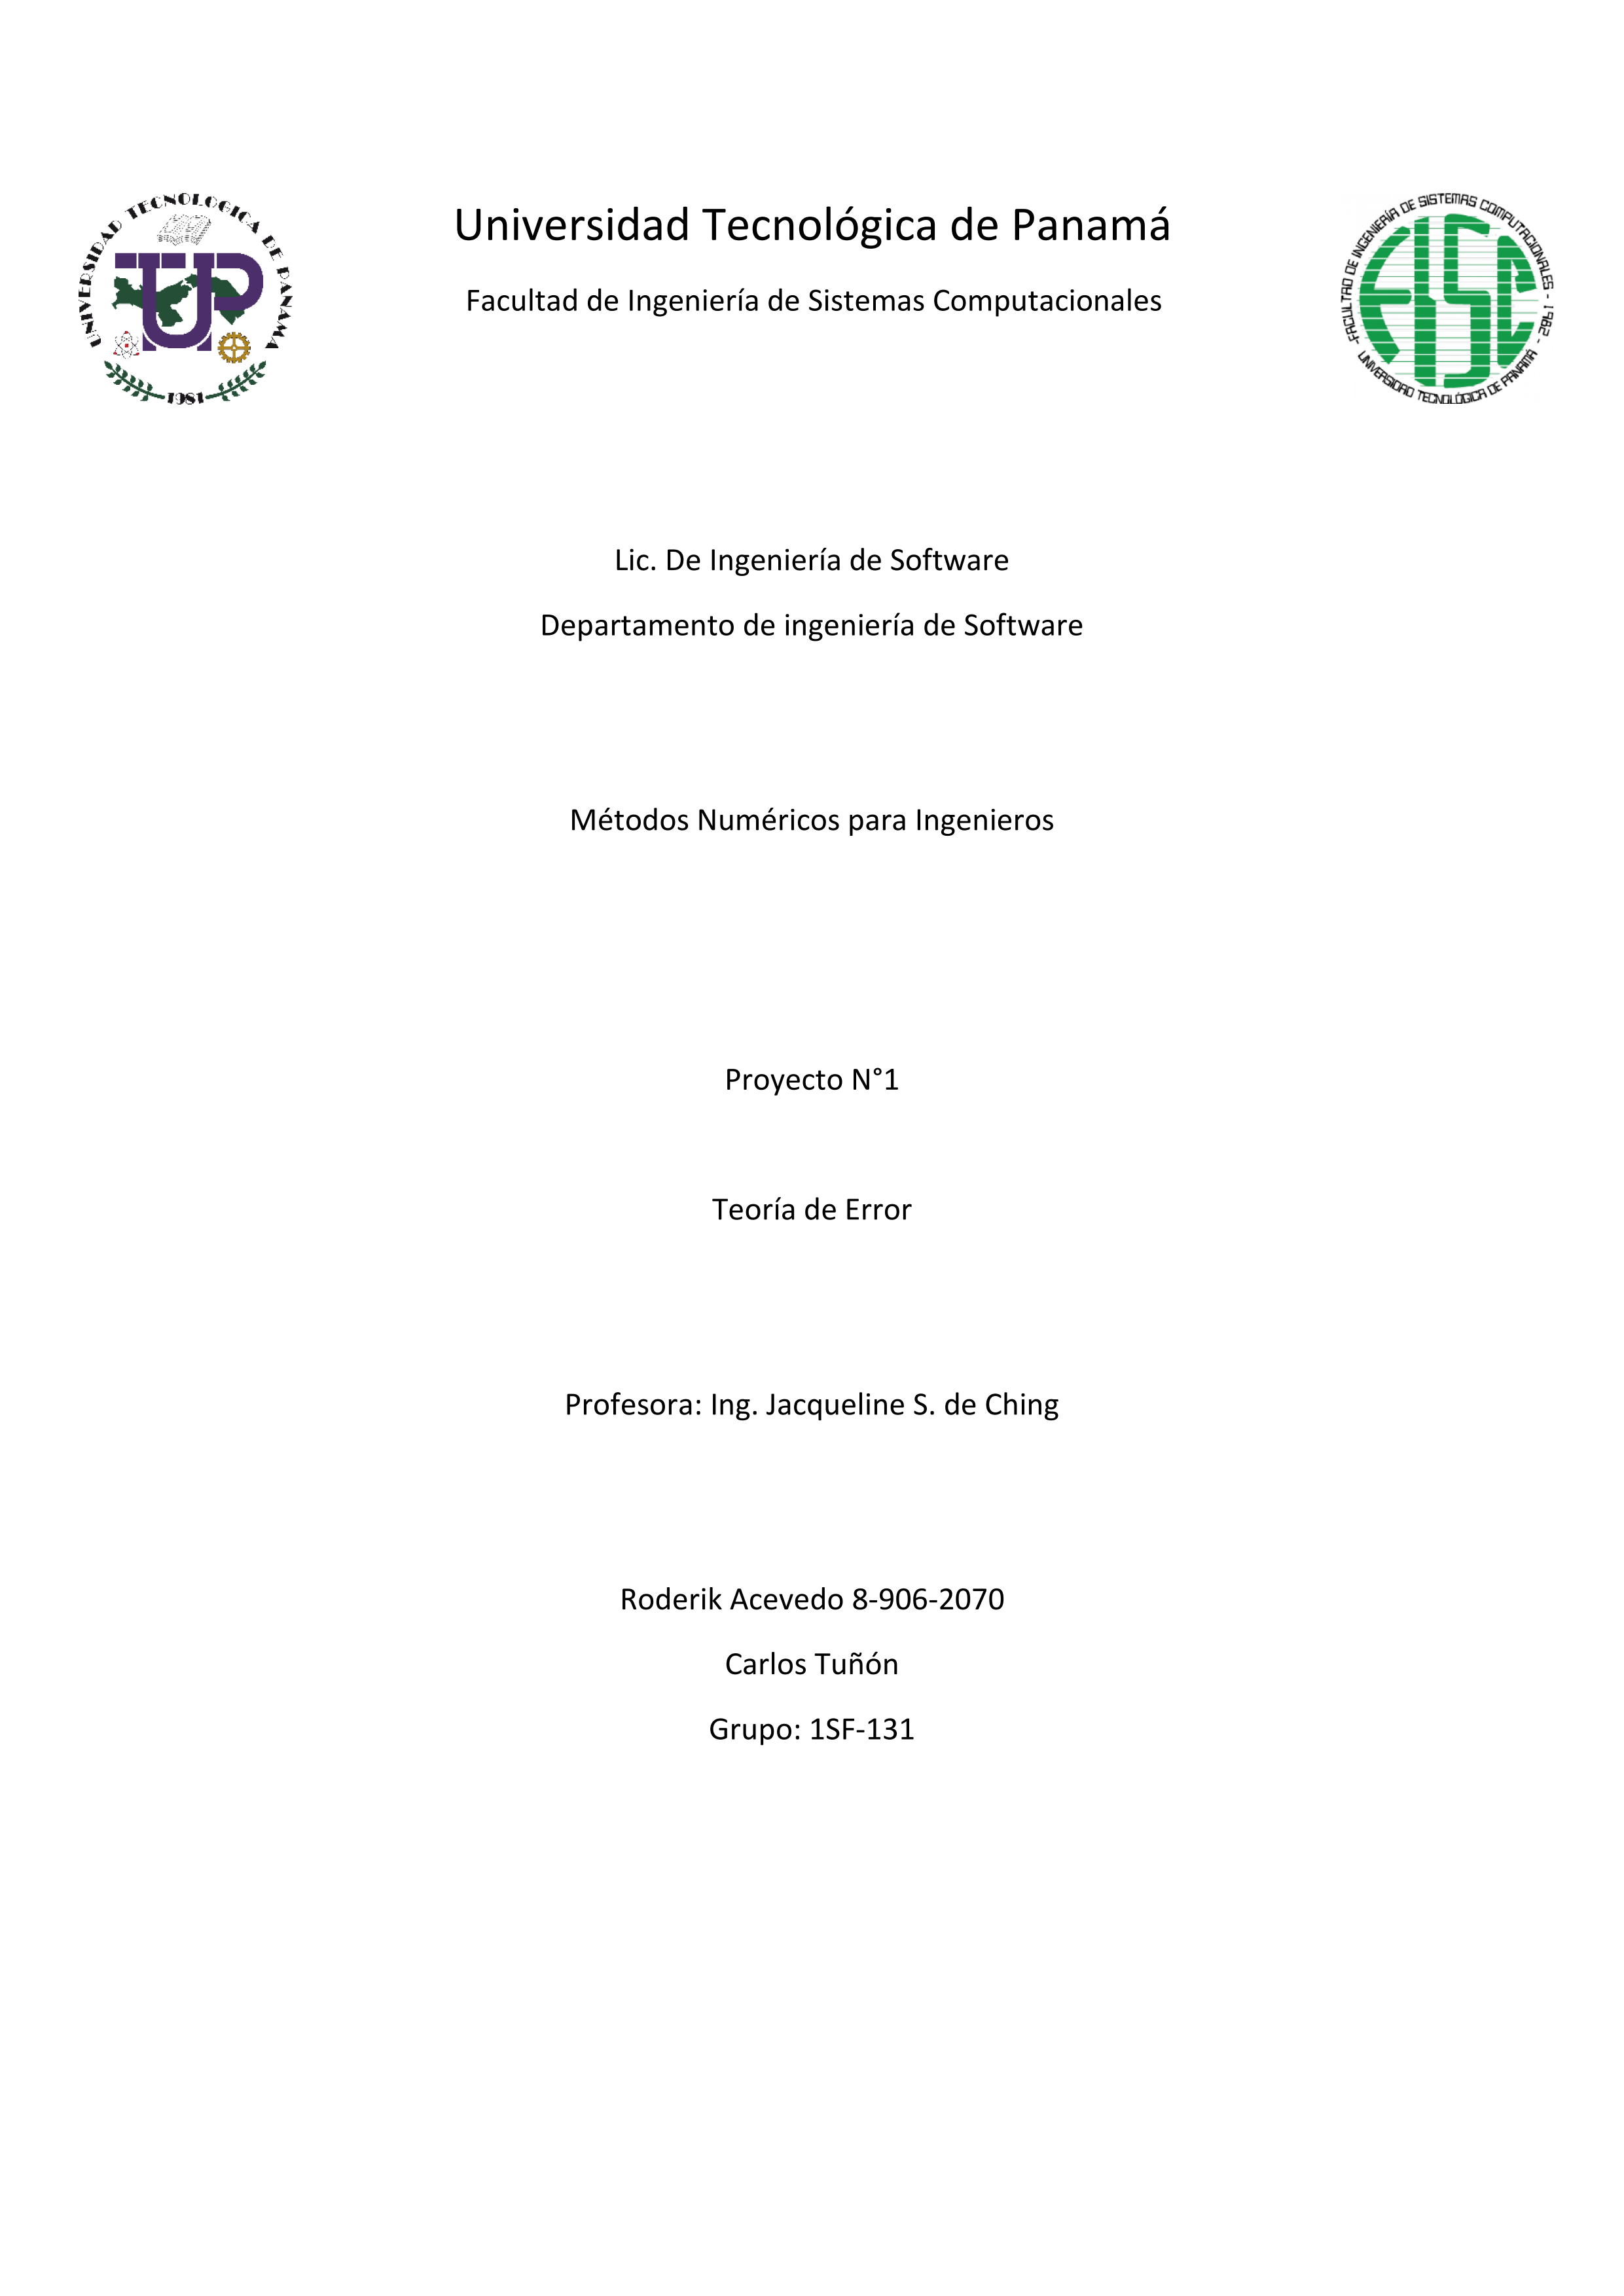 UNIVERSIDAD TECNOLOGICA DE PANAMA
UTP
1981
Universidad Tecnológica de Panamá
Facultad de Ingeniería de Sistemas Computacionales
FACULTAD DE INGENIERÍA DE SISTEMAS COMPUTACIONALES - 1982
FISC
- UNIVERSIDAD TECNOLÓGICA DE PANAMÁ -
Lic. De Ingeniería de Software
Departamento de ingeniería de Software
Métodos Numéricos para Ingenieros
Proyecto N°1
Teoría de Error
Profesora: Ing. Jacqueline S. de Ching
Roderik Acevedo 8-906-2070
Carlos Tuñón
Grupo: 1SF-131